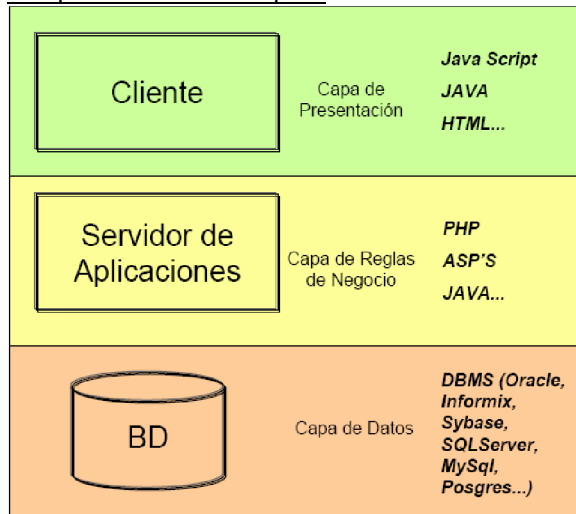 Cliente
Capa de
Presentación
Java Script
JAVA
HTML...
Servidor de
Aplicaciones
Capa de Reglas
de Negocio
PHP
ASP'S
JAVA...
BD
Capa de Datos
DBMS (Oracle,
Informix,
Sybase,
SQLServer,
MySql,
Posgres...)